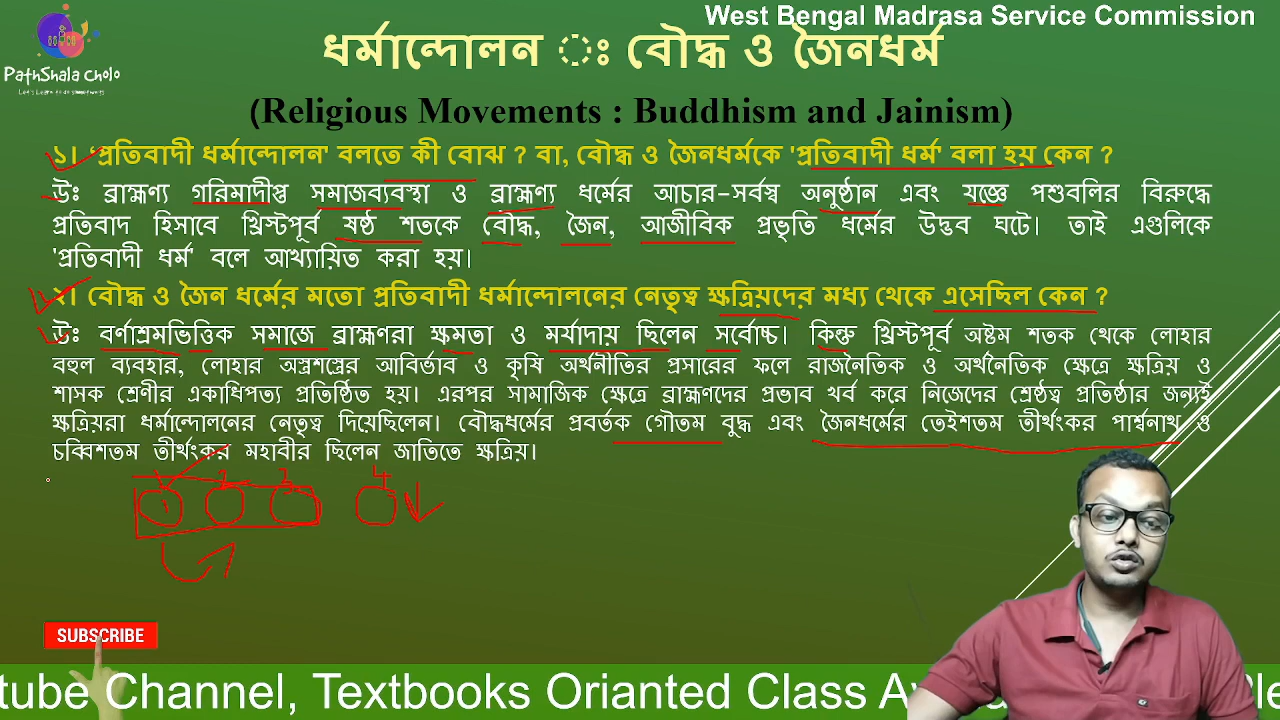 West Bengal Madrasa Service Commission
PathShala Cholo
ধর্মান্দোলন ঃ বৌদ্ধ ও জৈনধর্ম
(Religious Movements : Buddhism and Jainism)
১। 'প্রতিবাদী ধর্মান্দোলন' বলতে কী বোঝ ? বা, বৌদ্ধ ও জৈনধর্মকে 'প্রতিবাদী ধর্ম' বলা হয় কেন ?
উঃ ব্রাহ্মণ্য গরিমাদীপ্ত সমাজব্যবস্থা ও ব্রাহ্মণ্য ধর্মের আচার-সর্বস্ব অনুষ্ঠান এবং যজ্ঞে পশুবলির বিরুদ্ধে
প্রতিবাদ হিসাবে খ্রিস্টপূর্ব ষষ্ঠ শতকে বৌদ্ধ, জৈন, আজীবিক প্রভৃতি ধর্মের উদ্ভব ঘটে। তাই এগুলিকে
'প্রতিবাদী ধর্ম' বলে আখ্যায়িত করা হয়।
২। বৌদ্ধ ও জৈন ধর্মের মতো প্রতিবাদী ধর্মান্দোলনের নেতৃত্ব ক্ষত্রিয়দের মধ্য থেকে এসেছিল কেন ?
উঃ বর্ণাশ্রমভিত্তিক সমাজে ব্রাহ্মণরা ক্ষমতা ও মর্যাদায় ছিলেন সর্বোচ্চ। কিন্তু খ্রিস্টপূর্ব অষ্টম শতক থেকে লোহার
বহুল ব্যবহার, লোহার অস্ত্রশস্ত্রের আবির্ভাব ও কৃষি অর্থনীতির প্রসারের ফলে রাজনৈতিক ও অর্থনৈতিক ক্ষেত্রে ক্ষত্রিয় ও
শাসক শ্রেণীর একাধিপত্য প্রতিষ্ঠিত হয়। এরপর সামাজিক ক্ষেত্রে ব্রাহ্মণদের প্রভাব খর্ব করে নিজেদের শ্রেষ্ঠত্ব প্রতিষ্ঠার জন্যই
ক্ষত্রিয়রা ধর্মান্দোলনের নেতৃত্ব দিয়েছিলেন। বৌদ্ধধর্মের প্রবর্তক গৌতম বুদ্ধ এবং জৈনধর্মের তেইশতম তীর্থংকর পার্শ্বনাথ ও
চব্বিশতম তীর্থংকর মহাবীর ছিলেন জাতিতে ক্ষত্রিয়।
1 2 3 4
SUBSCRIBE
tube Channel, Textbooks Orianted Class Av